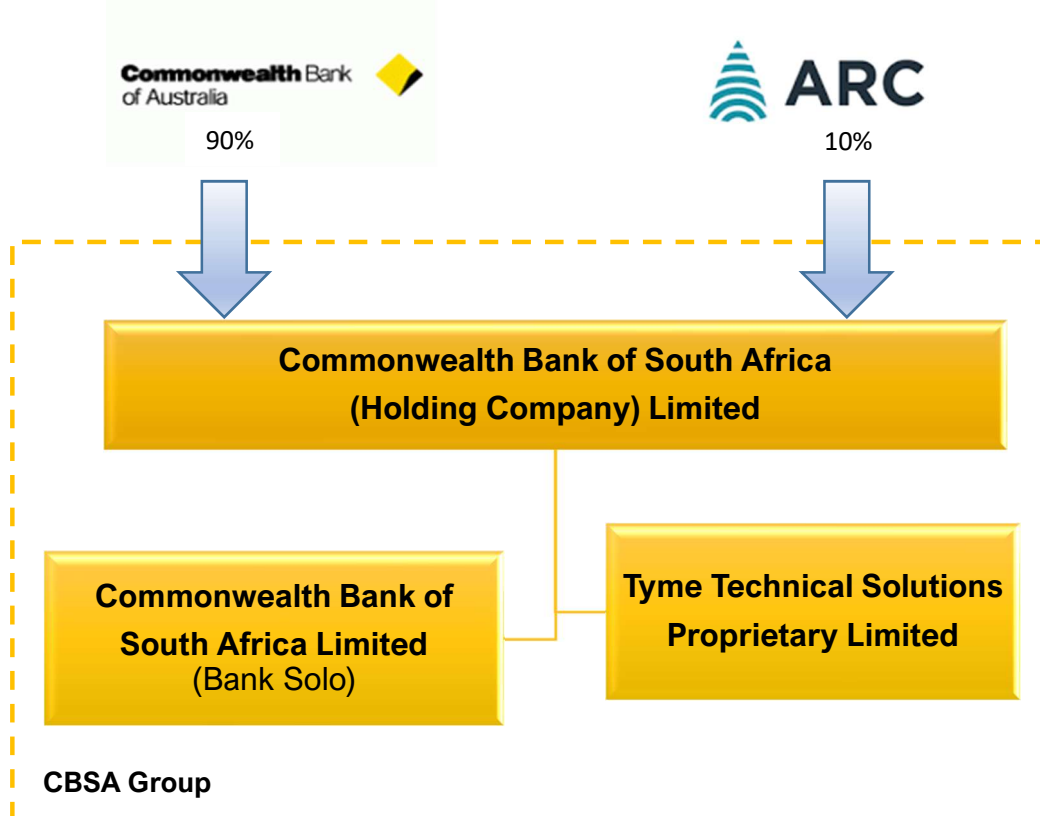 Commonwealth Bank
of Australia
90%
ARC
10%
Commonwealth Bank of South Africa
(Holding Company) Limited
Commonwealth Bank of
South Africa Limited
(Bank Solo)
Tyme Technical Solutions
Proprietary Limited
CBSA Group